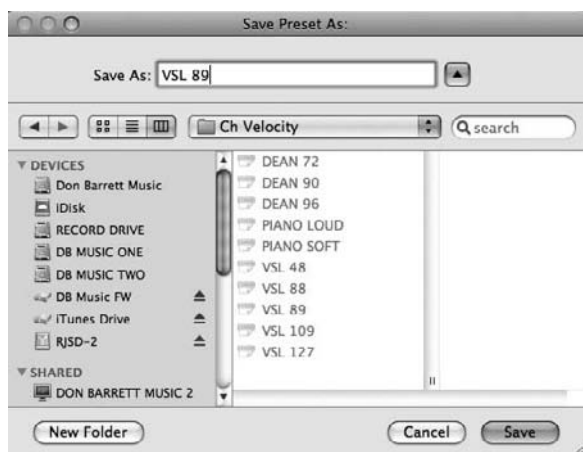 Save Preset As:
Save As: VSL 89
Ch Velocity
search
DEVICES
Don Barrett Music
iDisk
RECORD DRIVE
DB MUSIC ONE
DB MUSIC TWO
DB Music FW
iTunes Drive
RJSD-2
SHARED
DON BARRETT MUSIC 2
DEAN 72
DEAN 90
DEAN 96
PIANO LOUD
PIANO SOFT
VSL 48
VSL 88
VSL 89
VSL 109
VSL 127
New Folder
Cancel
Save